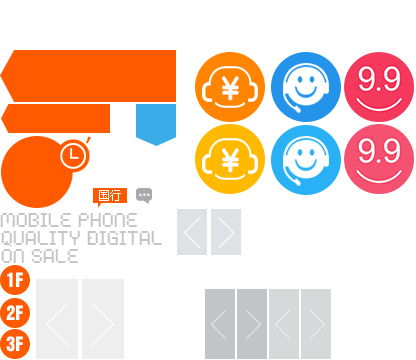 ¥
9.9
¥
9.9
国行
MOBILE PHONE
QUALITY DIGITAL
ON SALE
1F
2F
3F